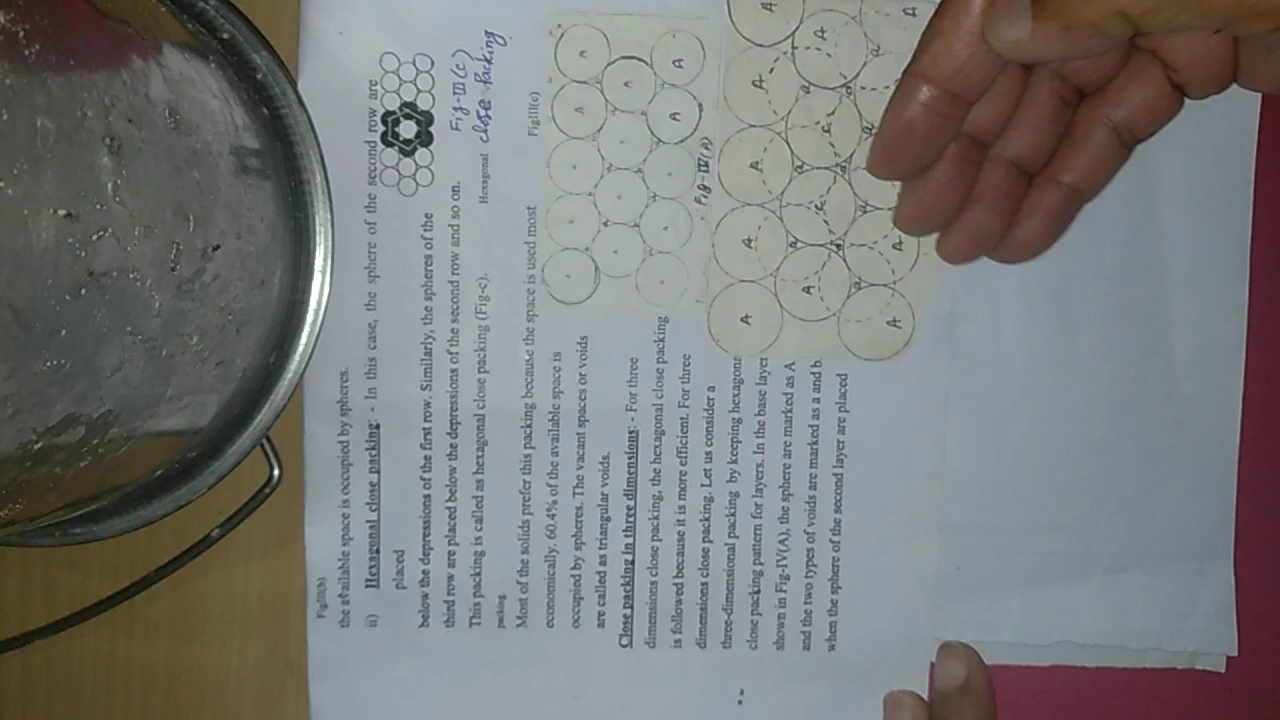 Fig(III(b)
the available space is occupied by spheres.
ii) Hexagonal close packing: - In this case, the sphere of the second row are
placed
below the depressions of the first row. Similarly, the spheres of the
third row are placed below the depressions of the second row and so on.
Fig-III(c)
This packing is called as hexagonal close packing (Fig-c).
Hexagonal close Packing
packing
Most of the solids prefer this packing because the space is used most
FigIII(c)
economically. 60.4% of the available space is
occupied by spheres. The vacant spaces or voids
are called as triangular voids.
Close packing in three dimensions: - For three
dimensions close packing, the hexagonal close packing
is followed because it is more efficient. For three
dimensions close packing. Let us consider a
Fig-IV(A)
three-dimensional packing by keeping hexagona
close packing pattern for layers. In the base layer
shown in Fig-IV(A), the sphere are marked as A
and the two types of voids are marked as a and b.
when the sphere of the second layer are placed
A A A
A A A A A A A A